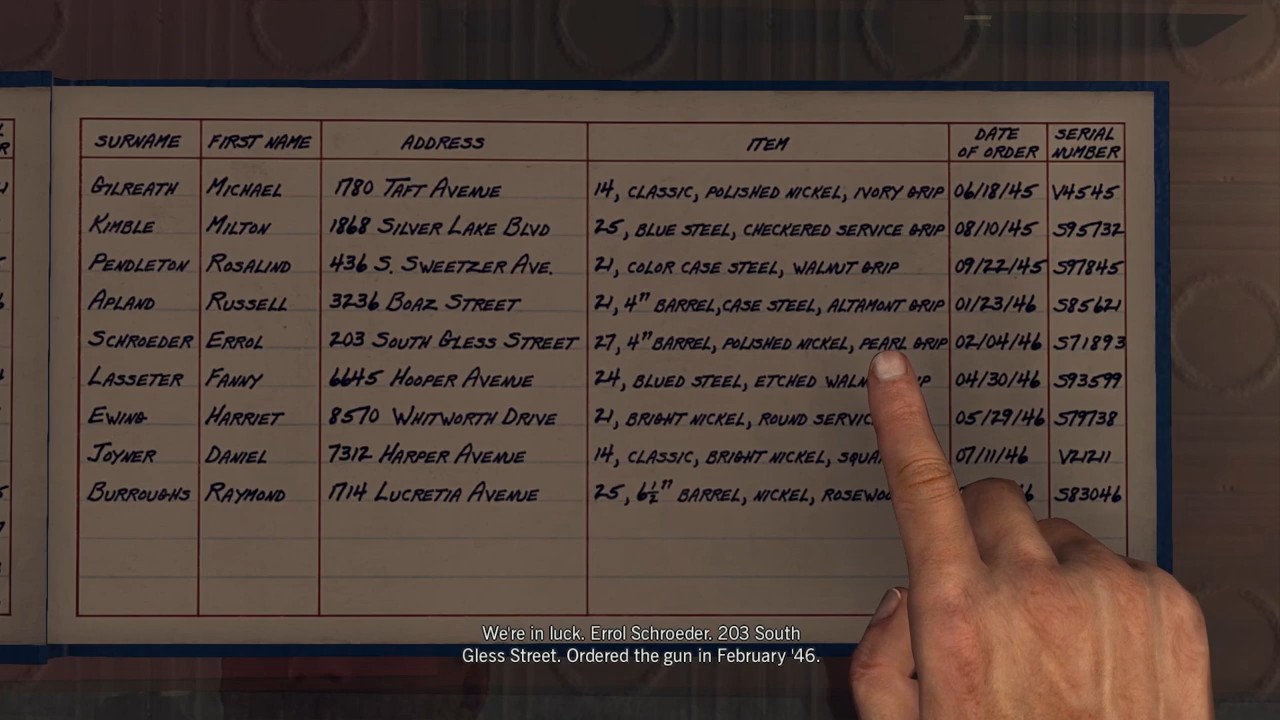 SURNAME FIRST NAME ADDRESS ITEM DATE OF ORDER SERIAL NUMBER
GILREATH MICHAEL 1780 TAFT AVENUE 14, CLASSIC, POLISHED NICKEL, IVORY GRIP 06/18/45 V4545
KIMBLE MILTON 1868 SILVER LAKE BLVD 25, BLUE STEEL, CHECKERED SERVICE GRIP 08/10/45 S95732
PENDLETON ROSALIND 436 S. SWEETZER AVE. 21, COLOR CASE STEEL, WALNUT GRIP 09/22/45 S97845
APLAND RUSSELL 3236 BOAZ STREET 21, 4" BARREL, CASE STEEL, ALTAMONT GRIP 01/23/46 S85621
SCHROEDER ERROL 203 SOUTH GLESS STREET 27, 4" BARREL, POLISHED NICKEL, PEARL GRIP 02/04/46 S71893
LASSETER FANNY 6645 HOOPER AVENUE 24, BLUED STEEL, ETCHED 04/30/46 S93599
EWING HARRIET 8570 WHITWORTH DRIVE 21, BRIGHT NICKEL, ROUND 05/29/46 S79738
JOYNER DANIEL 7312 HARPER AVENUE 14, CLASSIC, BRIGHT NICKEL, 07/11/46 V21211
BURROUGHS RAYMOND 1714 LUCRETIA AVENUE 25, 6½" BARREL, NICKEL, S83046
We're in luck. Errol Schroeder. 203 South
Gless Street. Ordered the gun in February '46.